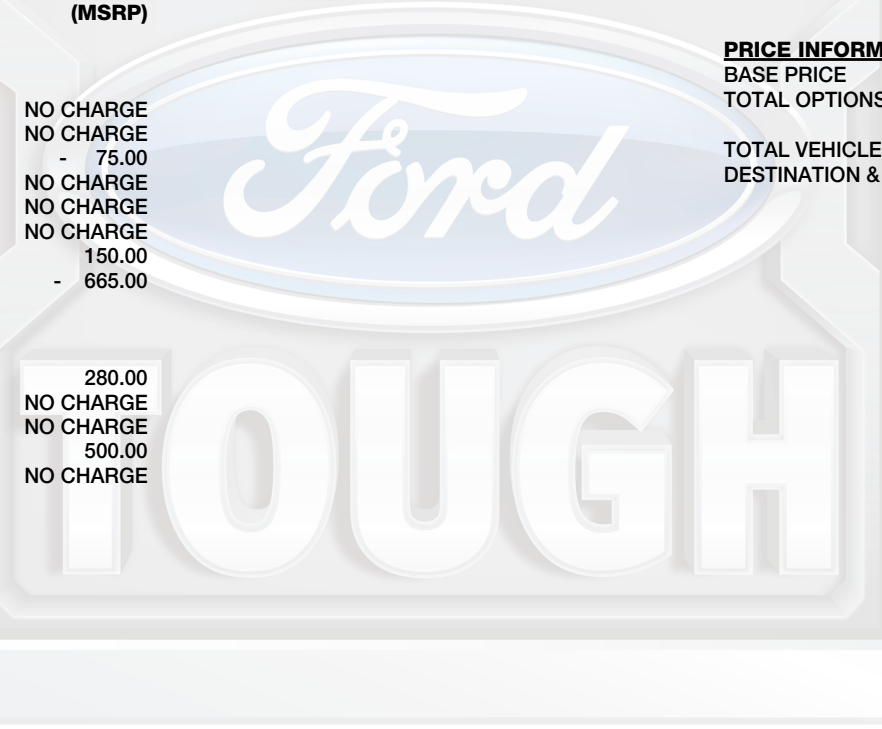 (MSRP)
NO CHARGE
NO CHARGE
- 75.00
NO CHARGE
NO CHARGE
NO CHARGE
150.00
- 665.00
280.00
NO CHARGE
NO CHARGE
500.00
NO CHARGE
PRICE INFORM
BASE PRICE
TOTAL OPTIONS
TOTAL VEHICLE
DESTINATION &
Ford
TOUGH